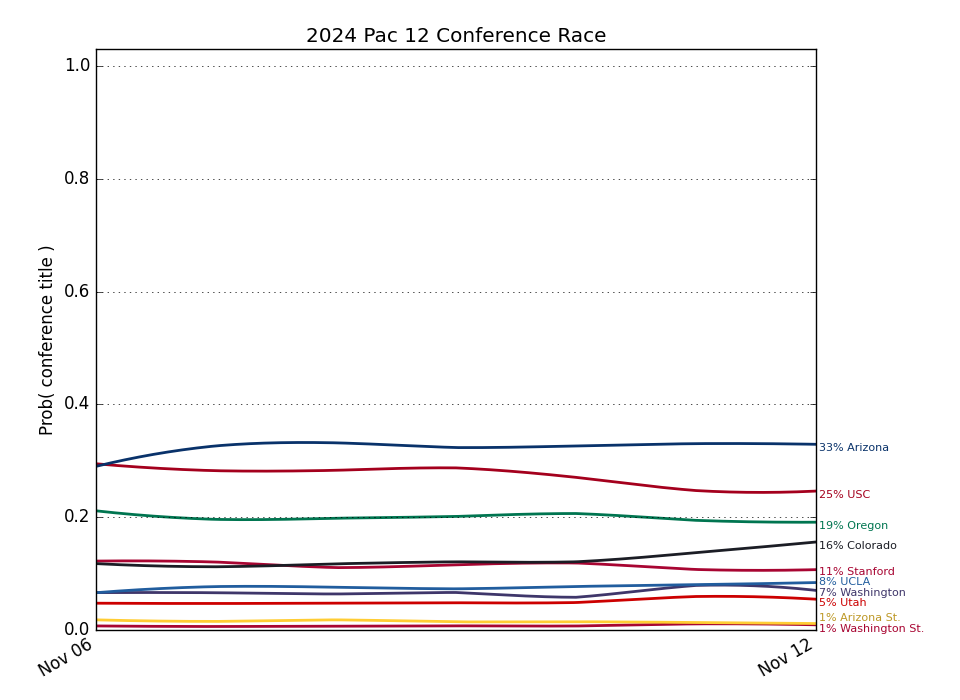 2024 Pac 12 Conference Race
Prob( conference title )
1.0
0.8
0.6
0.4
0.2
0.0
33% Arizona
25% USC
19% Oregon
16% Colorado
11% Stanford
8% UCLA
7% Washington
5% Utah
1% Arizona St.
1% Washington St.
Nov 06
Nov 12